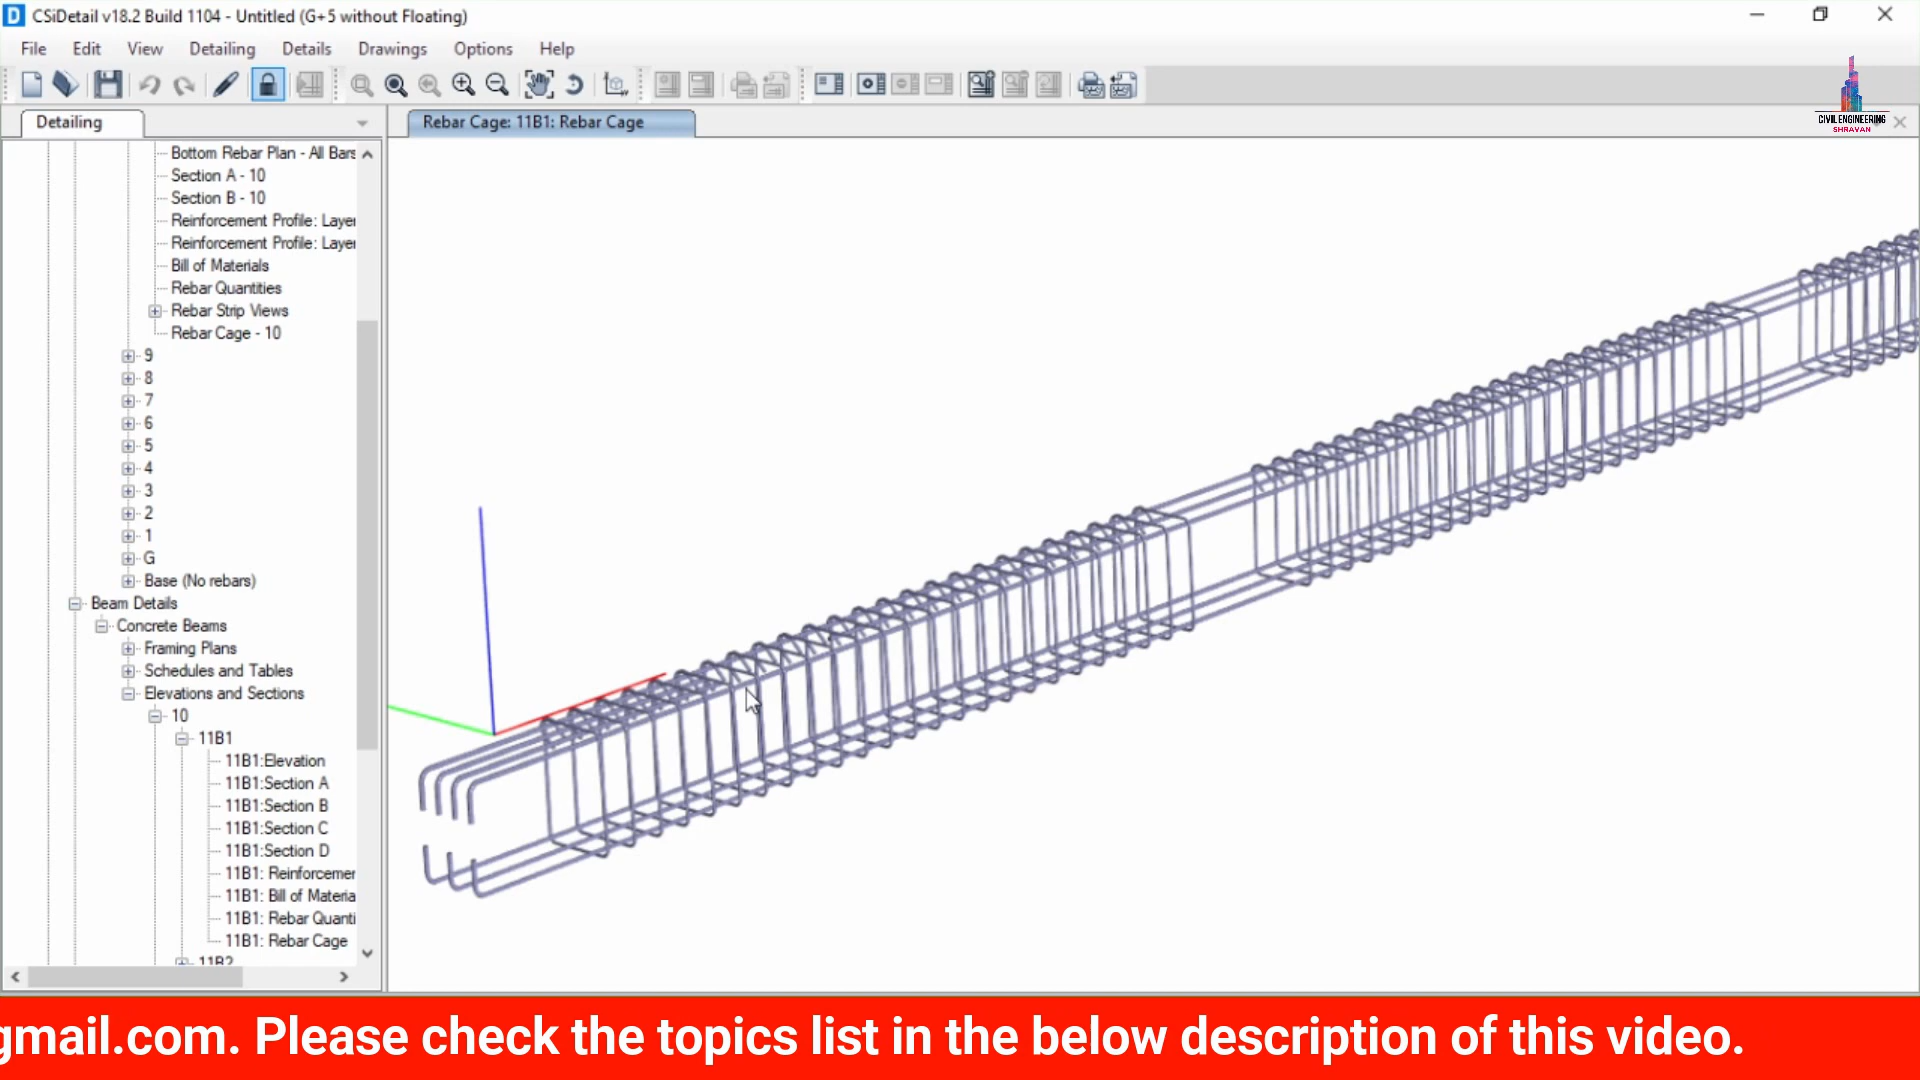 CSiDetail v18.2 Build 1104 - Untitled (G+5 without Floating)
File Edit View Detailing Details Drawings Options Help
CIVIL ENGINEERING
SHRAVAN
Detailing
Rebar Cage: 11B1: Rebar Cage
Bottom Rebar Plan - All Bars
Section A - 10
Section B - 10
Reinforcement Profile: Layer
Reinforcement Profile: Layer
Bill of Materials
Rebar Quantities
Rebar Strip Views
Rebar Cage - 10
9
8
7
6
5
4
3
2
1
G
Base (No rebars)
Beam Details
Concrete Beams
Framing Plans
Schedules and Tables
Elevations and Sections
10
11B1
11B1:Elevation
11B1:Section A
11B1:Section B
11B1:Section C
11B1:Section D
11B1: Reinforcemer
11B1: Bill of Materia
11B1: Rebar Quanti
11B1: Rebar Cage
11B2
gmail.com. Please check the topics list in the below description of this video.